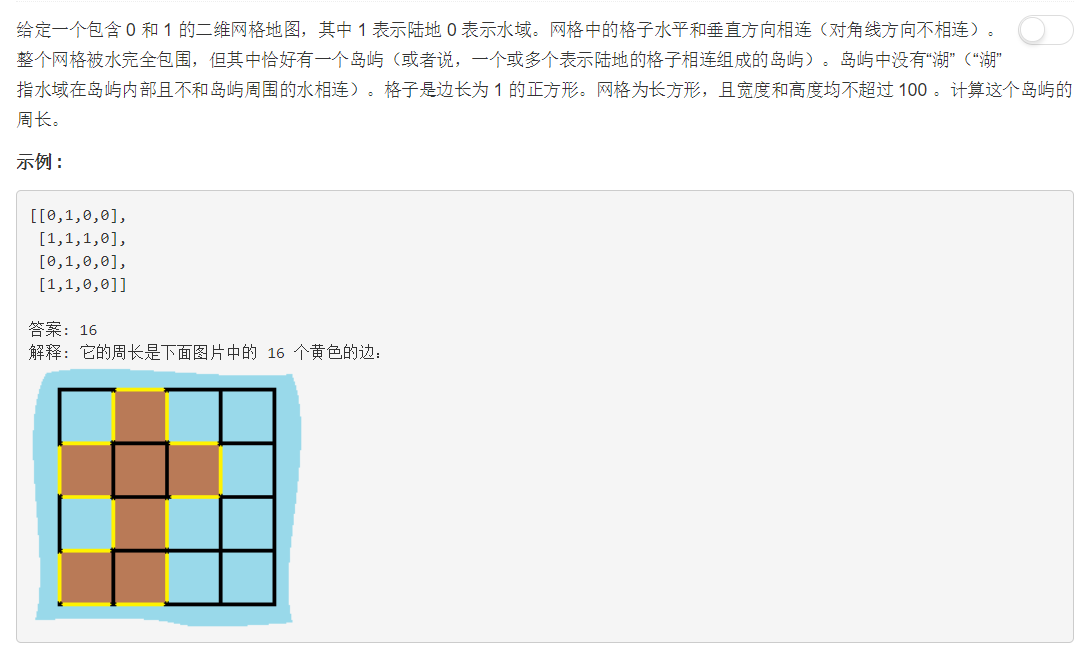 给定一个包含 0 和 1 的二维网格地图，其中 1 表示陆地 0 表示水域。网格中的格子水平和垂直方向相连（对角线方向不相连）。
整个网格被水完全包围，但其中恰好有一个岛屿（或者说，一个或多个表示陆地的格子相连组成的岛屿）。岛屿中没有“湖”（“湖”
指水域在岛屿内部且不和岛屿周围的水相连）。格子是边长为 1 的正方形。网格为长方形，且宽度和高度均不超过 100 。计算这个岛屿的
周长。
示例 :
[[0,1,0,0],
[1,1,1,0],
[0,1,0,0],
[1,1,0,0]]
答案: 16
解释: 它的周长是下面图片中的 16 个黄色的边: